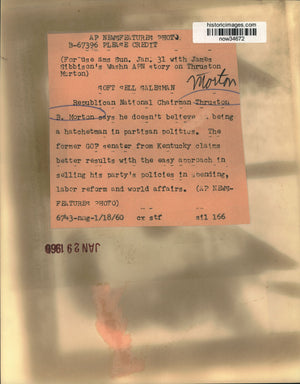 historicimages.com
now34672
AP NEWSFEATURES PHOTO
B-67396 PLEASE CREDIT
(For Use Ams Sun, Jan. 31 with James
Gibbison's Washn AFN story on Thruston
Morton)
Morton
SOFT SELL SALESMAN
Republican National Chairman Thruston
B. Morton says he doesn't believe in being
a hatchetman in partisan politics. The
former GOP senator from Kentucky claims
better results with the easy approach in
selling his party's policies in spending,
labor reform and world affairs. (AP NEWS-
FEATURES PHOTO)
6743-mng-1/18/60 cx stf stl 166
JAN 29 1960